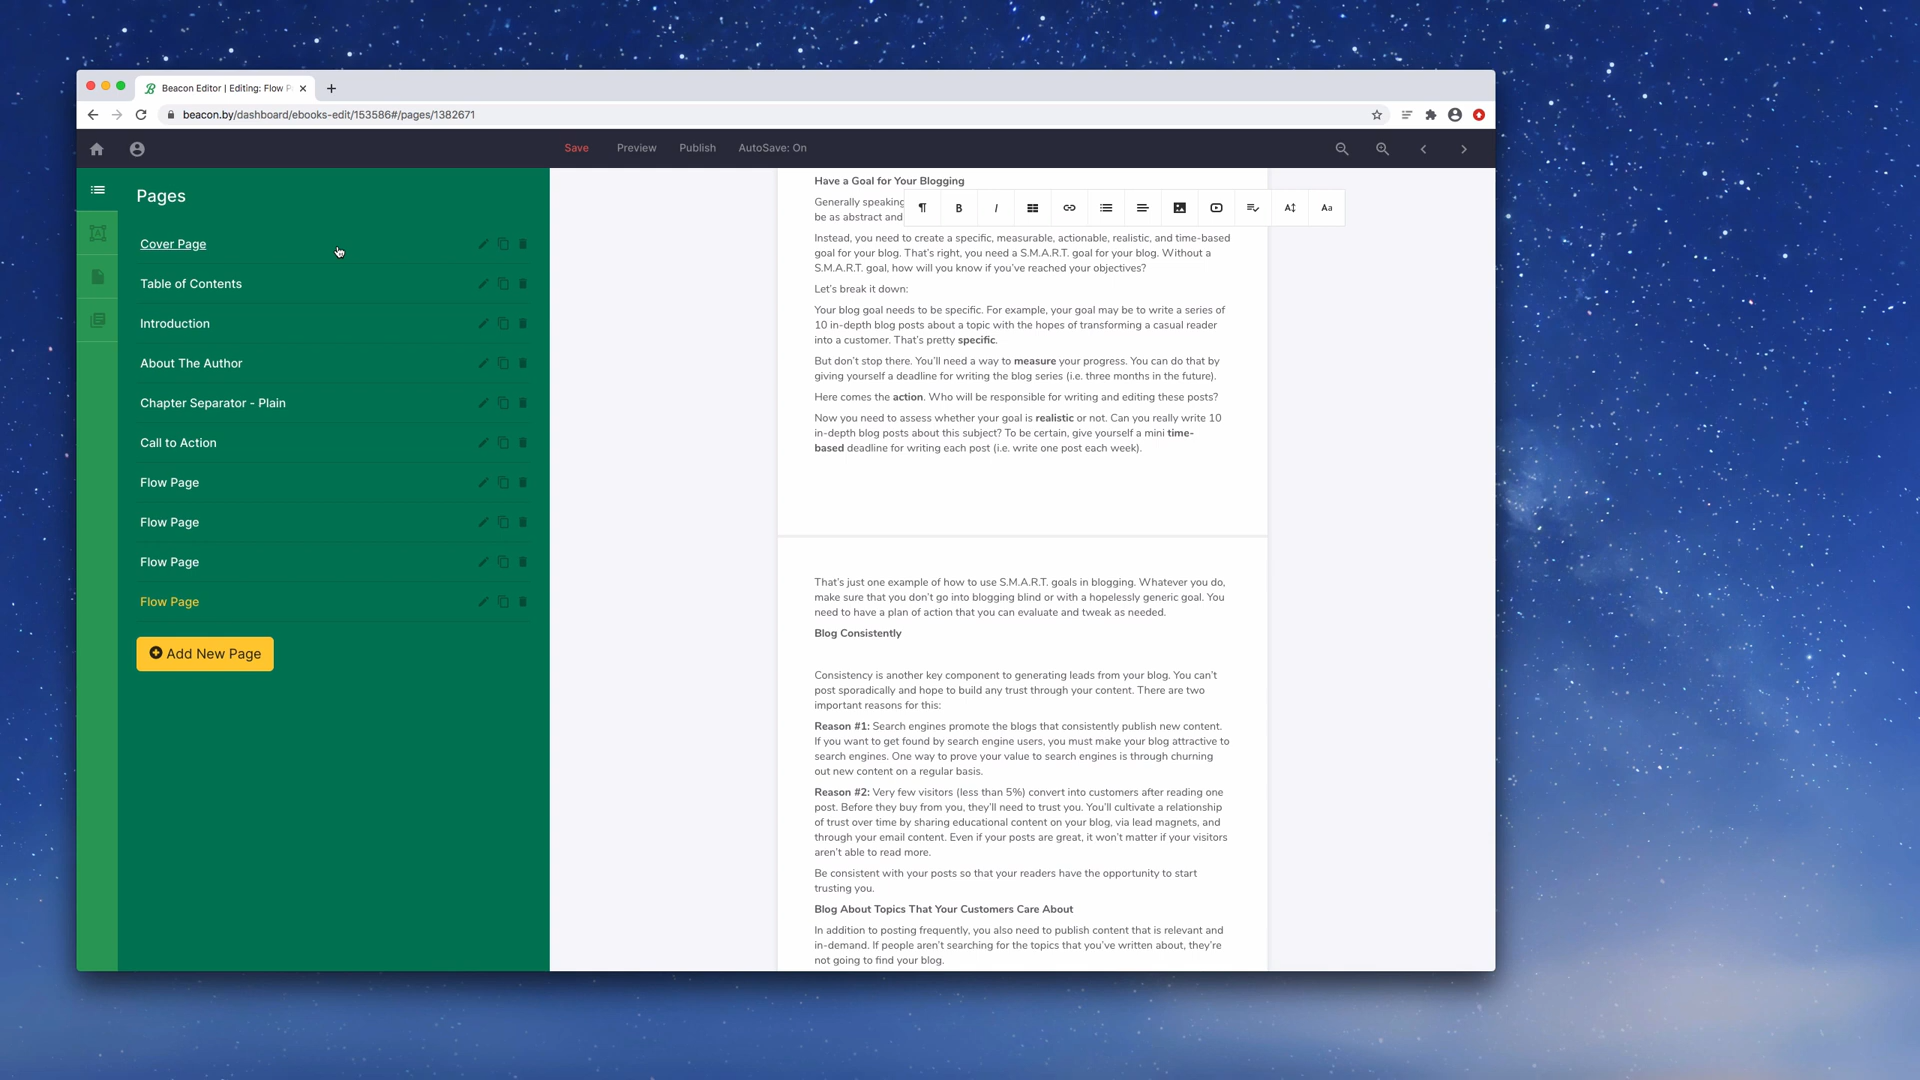 Beacon Editor | Editing: Flow P
beacon.by/dashboard/ebooks-edit/153586#/pages/1382671
Save Preview Publish AutoSave: On
Pages
Cover Page
Table of Contents
Introduction
About The Author
Chapter Separator - Plain
Call to Action
Flow Page
Flow Page
Flow Page
Flow Page
Add New Page
Have a Goal for Your Blogging
Generally speaking
be as abstract and
B I Aa
Instead, you need to create a specific, measurable, actionable, realistic, and time-based
goal for your blog. That's right, you need a S.M.A.R.T. goal for your blog. Without a
S.M.A.R.T. goal, how will you know if you've reached your objectives?
Let's break it down:
Your blog goal needs to be specific. For example, your goal may be to write a series of
10 in-depth blog posts about a topic with the hopes of transforming a casual reader
into a customer. That's pretty specific.
But don't stop there. You'll need a way to measure your progress. You can do that by
giving yourself a deadline for writing the blog series (i.e. three months in the future).
Here comes the action. Who will be responsible for writing and editing these posts?
Now you need to assess whether your goal is realistic or not. Can you really write 10
in-depth blog posts about this subject? To be certain, give yourself a mini time-
based deadline for writing each post (i.e. write one post each week).
That's just one example of how to use S.M.A.R.T. goals in blogging. Whatever you do,
make sure that you don't go into blogging blind or with a hopelessly generic goal. You
need to have a plan of action that you can evaluate and tweak as needed.
Blog Consistently
Consistency is another key component to generating leads from your blog. You can't
post sporadically and hope to build any trust through your content. There are two
important reasons for this:
Reason #1: Search engines promote the blogs that consistently publish new content.
If you want to get found by search engine users, you must make your blog attractive to
search engines. One way to prove your value to search engines is through churning
out new content on a regular basis.
Reason #2: Very few visitors (less than 5%) convert into customers after reading one
post. Before they buy from you, they'll need to trust you. You'll cultivate a relationship
of trust over time by sharing educational content on your blog, via lead magnets, and
through your email content. Even if your posts are great, it won't matter if your visitors
aren't able to read more.
Be consistent with your posts so that your readers have the opportunity to start
trusting you.
Blog About Topics That Your Customers Care About
In addition to posting frequently, you also need to publish content that is relevant and
in-demand. If people aren't searching for the topics that you've written about, they're
not going to find your blog.